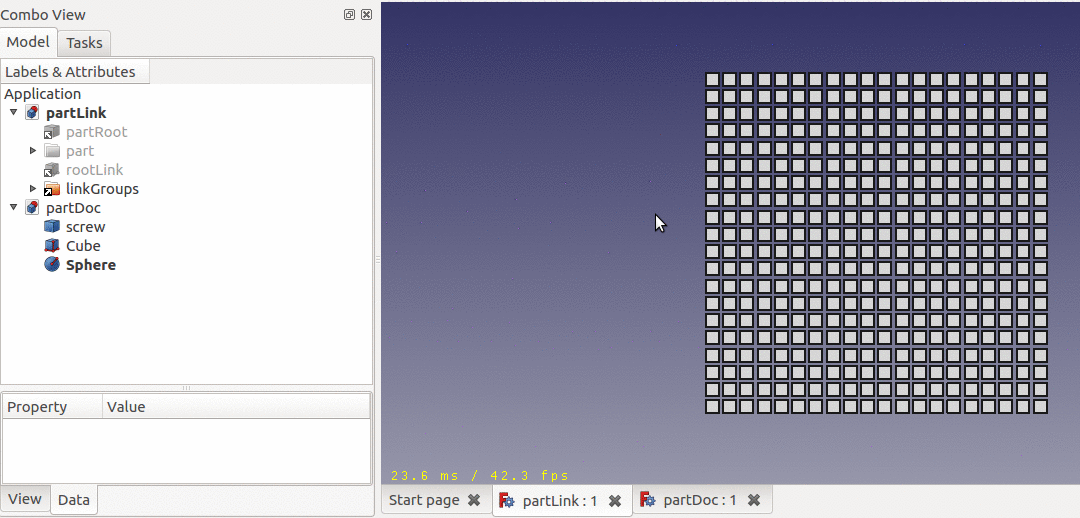 Combo View
Model Tasks
Labels & Attributes
Application
partLink
partRoot
part
rootLink
linkGroups
partDoc
screw
Cube
Sphere
Property Value
View Data
23.6 ms / 42.3 fps
Start page partLink : 1 partDoc : 1